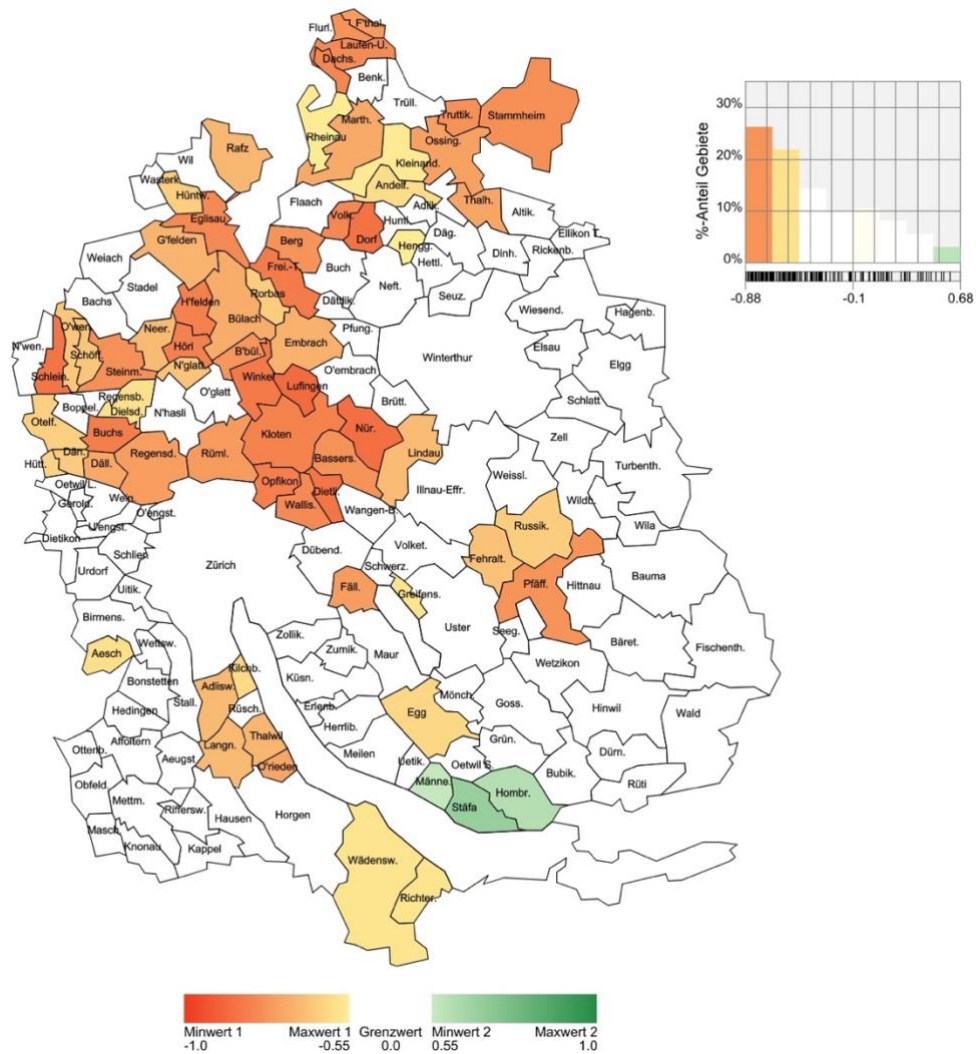 Flurl. F'thal.
Laufen-U.
Dachs.
Benk.
Trüll.
Truttik. Stammheim
Marth.
Rheinau
Ossing.
Rafz
Wil
Kleinand.
Wasterk.
Andelf.
Hüntw.
Flaach
Adlik.
Thalh.
Altik.
Eglisau
Volk.
Huntl.
Dorf
Däg.
Ellikon T.
G'felden
Berg
Hengg.
Dinh.
Rickenb.
Weiach
Frei.-T.
Buch
Hettl.
Stadel
Rorbas
Neft.
Seuz.
Bachs
H'felden
Dättlik.
Wiesend.
Hagenb.
O'wen.
Neer.
Bülach
Pfung.
N'wen.
Schöff.
Höri
B'bül.
Embrach
Winterthur
Elsau
Elgg
Schlein.
Steinm.
N'glatt
Winkel
Lufingen
O'embrach
Regensb.
Boppel.
Dielsd.
N'hasli
O'glatt
Brütt.
Schlatt
Otelf.
Buchs
Kloten
Nür.
Zell
Hütt.
Dän.
Däll.
Regensd.
Rüml.
Bassers.
Lindau
Turbenth.
Oetwil L.
Opfikon
Dietl.
Illnau-Effr.
Weissl.
Wildb.
Gerold.
Wein.
Wallis.
Wangen-B.
Russik.
Wila
O'engst.
U'engst.
Dietikon
Schlier.
Dübend.
Volket.
Fehralt.
Urdorf
Zürich
Schwerz.
Pfäff.
Hittnau
Bauma
Uitik.
Fäll.
Greifens.
Birmens.
Uster
Seeg.
Bäret.
Fischenth.
Aesch
Wettsw.
Zollik.
Zumik.
Maur
Wetzikon
Bonstetten
Kilchb.
Küsn.
Adlisw.
Mönch.
Hedingen
Stall.
Rüsch.
Erlenb.
Egg
Goss.
Hinwil
Wald
Ottenb.
Affoltern
Langn.
Thalwil
Herrlib.
Grün.
Aeugst
O'rieden
Meilen
Uetik.
Oetwil S.
Dürn.
Obfeld.
Männe.
Hombr.
Bubik.
Rüti
Mettm.
Riffersw.
Hausen
Horgen
Stäfa
Masch.
Knonau
Kappel
Wädensw.
Richter.
%-Anteil Gebiete
30%
20%
10%
0%
-0.88 -0.1 0.68
Minwert 1 Maxwert 1 Grenzwert Minwert 2 Maxwert 2
-1.0 -0.55 0.0 0.55 1.0